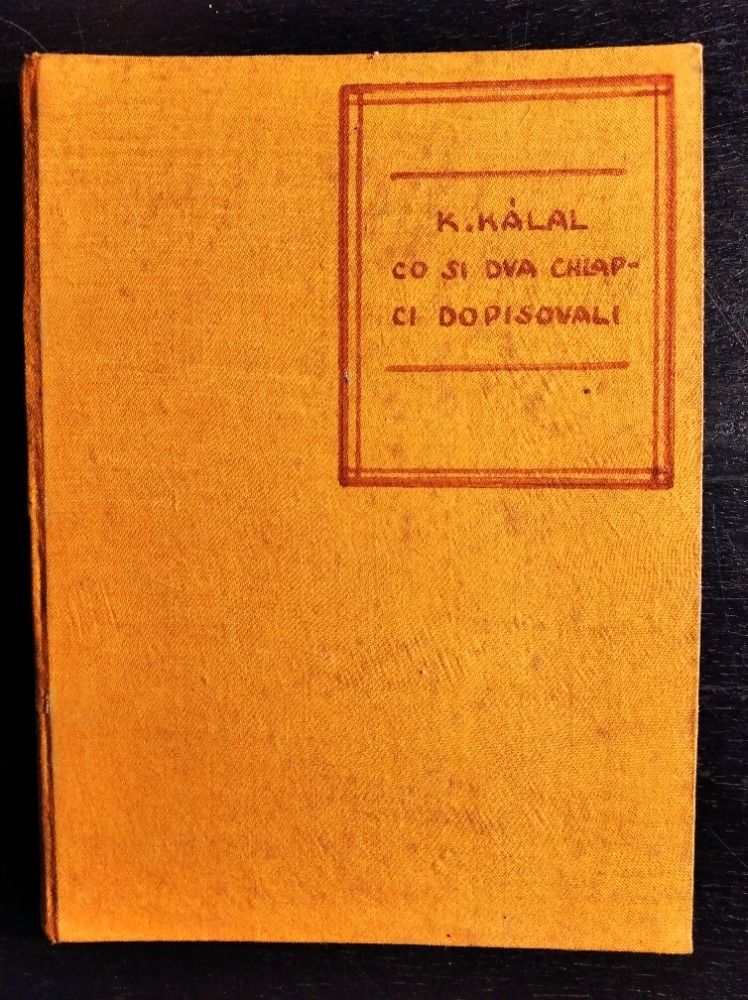 K. KÁLAL
CO SI DVA CHLAP-
CI DOPISOVALI